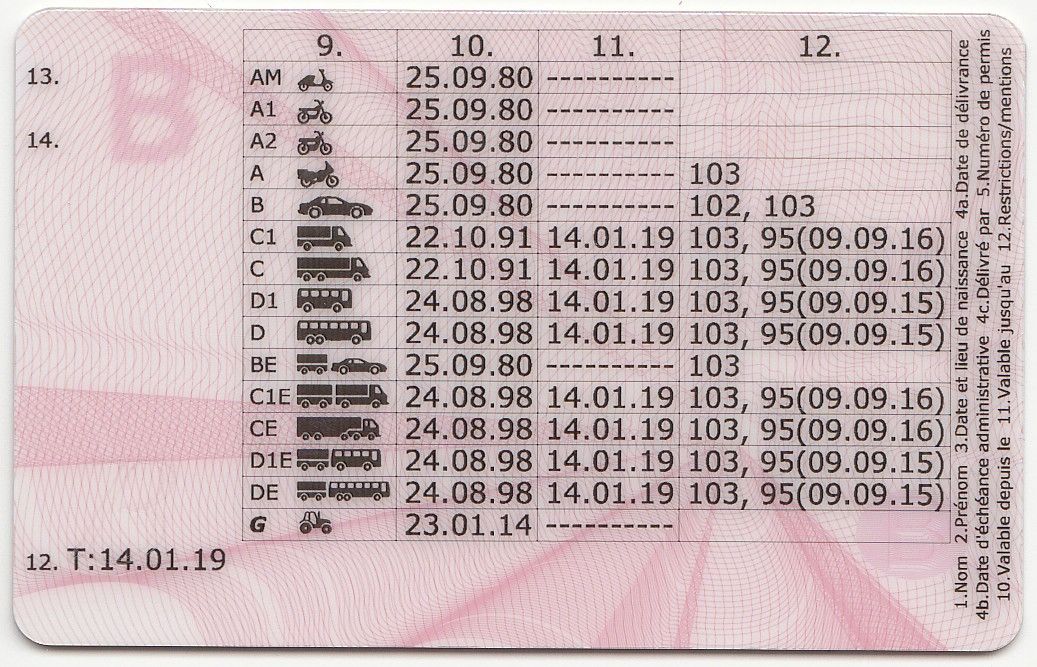 9. 10. 11. 12.
13.
AM 25.09.80 ----------
A1 25.09.80 ----------
14.
A2 25.09.80 ----------
A 25.09.80 ---------- 103
B
B 25.09.80 ---------- 102, 103
C1 22.10.91 14.01.19 103, 95(09.09.16)
C 22.10.91 14.01.19 103, 95(09.09.16)
D1 24.08.98 14.01.19 103, 95(09.09.15)
D 24.08.98 14.01.19 103, 95(09.09.15)
BE 25.09.80 ---------- 103
C1E 24.08.98 14.01.19 103, 95(09.09.16)
CE 24.08.98 14.01.19 103, 95(09.09.16)
D1E 24.08.98 14.01.19 103, 95(09.09.15)
DE 24.08.98 14.01.19 103, 95(09.09.15)
G 23.01.14 ----------
12. T:14.01.19
1.Nom 2.Prénom 3.Date et lieu de naissance 4a.Date de délivrance
4b.Date d'échéance administrative 4c.Délivré par 5.Numéro de permis
10.Valable depuis le 11.Valable jusqu'au 12.Restrictions/mentions